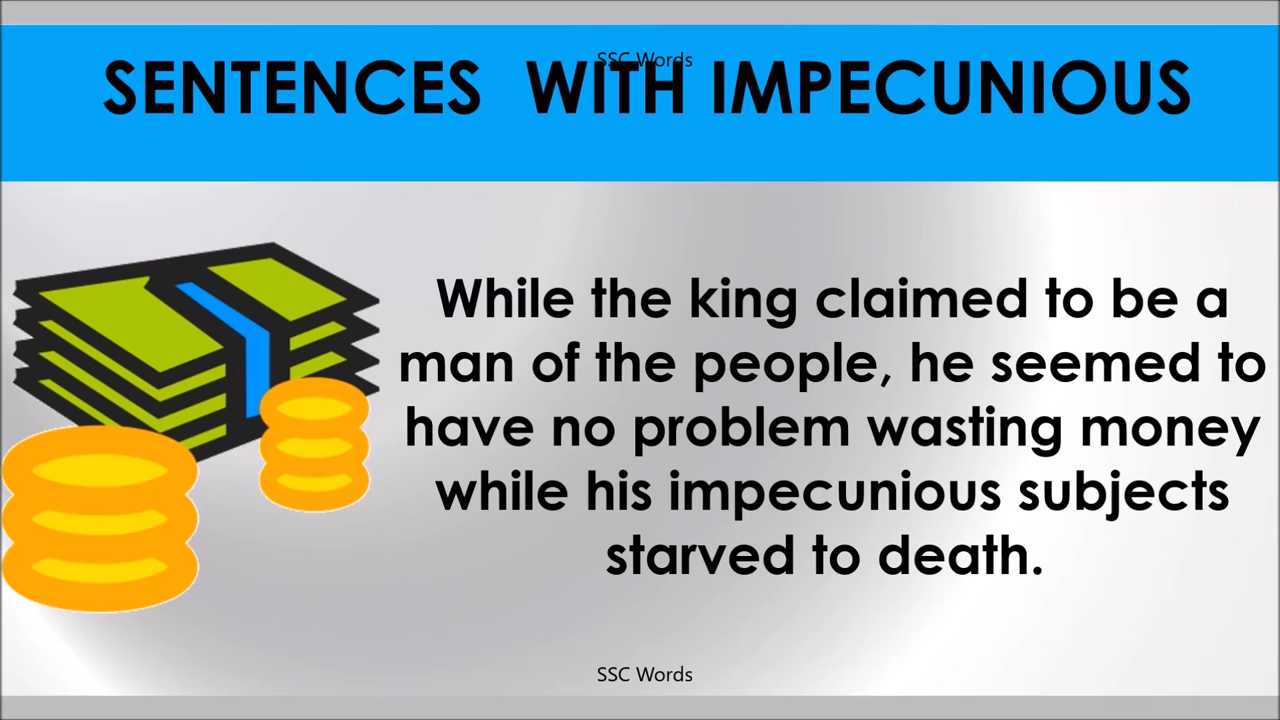 SSC Words
SENTENCES WITH IMPECUNIOUS
While the king claimed to be a
man of the people, he seemed to
have no problem wasting money
while his impecunious subjects
starved to death.
SSC Words